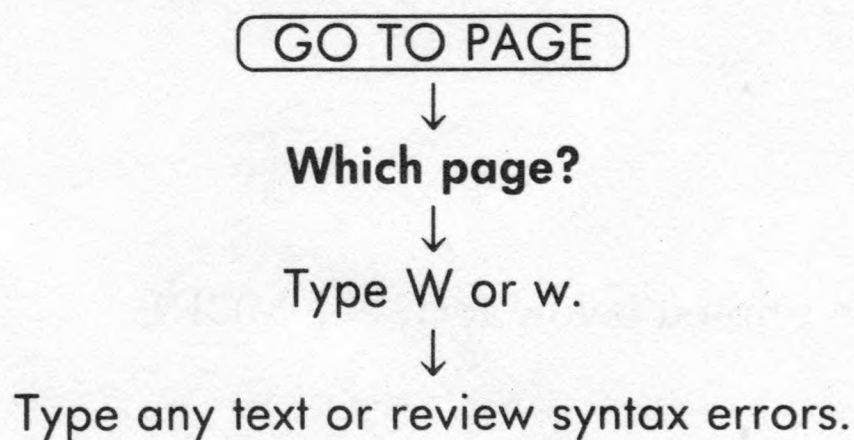 GO TO PAGE
Which page?
Type W or w.
Type any text or review syntax errors.